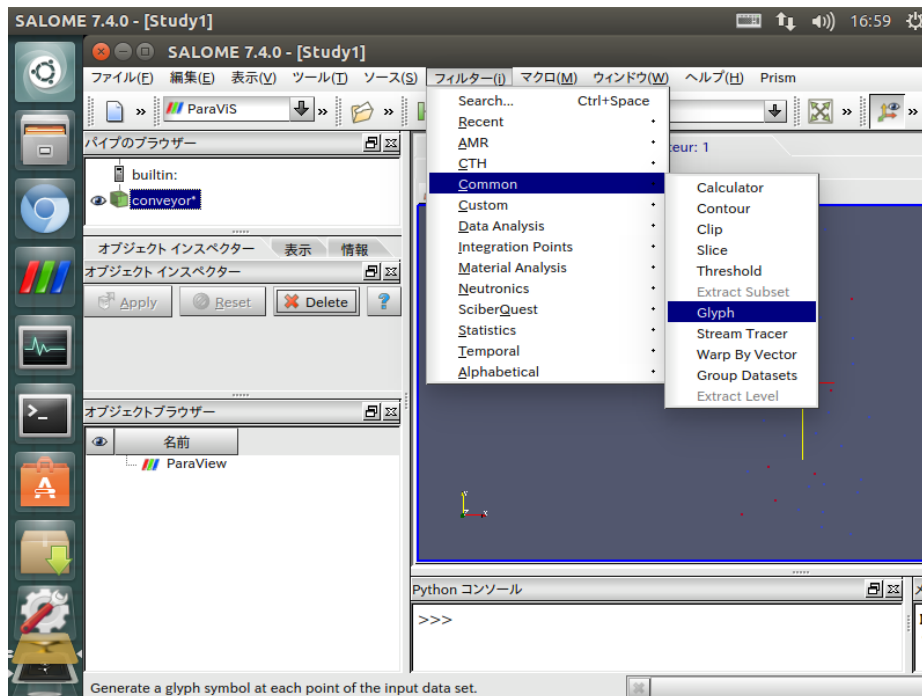 SALOME 7.4.0 - [Study1] 16:59
SALOME 7.4.0 - [Study1]
ファイル(F) 編集(E) 表示(V) ツール(T) ソース(S) フィルター(i) マクロ(M) ウィンドウ(W) ヘルプ(H) Prism
» ParaViS » » » »
Search... Ctrl+Space
Recent
AMR
CTH
Common
Custom
Data Analysis
Integration Points
Material Analysis
Neutronics
SciberQuest
Statistics
Temporal
Alphabetical
Calculator
Contour
Clip
Slice
Threshold
Extract Subset
Glyph
Stream Tracer
Warp By Vector
Group Datasets
Extract Level
eur: 1
パイプのブラウザー
builtin:
conveyor*
オブジェクト インスペクター 表示 情報
オブジェクト インスペクター
Apply Reset Delete ?
オブジェクトブラウザー
名前
ParaView
Python コンソール
>>>
Generate a glyph symbol at each point of the input data set.